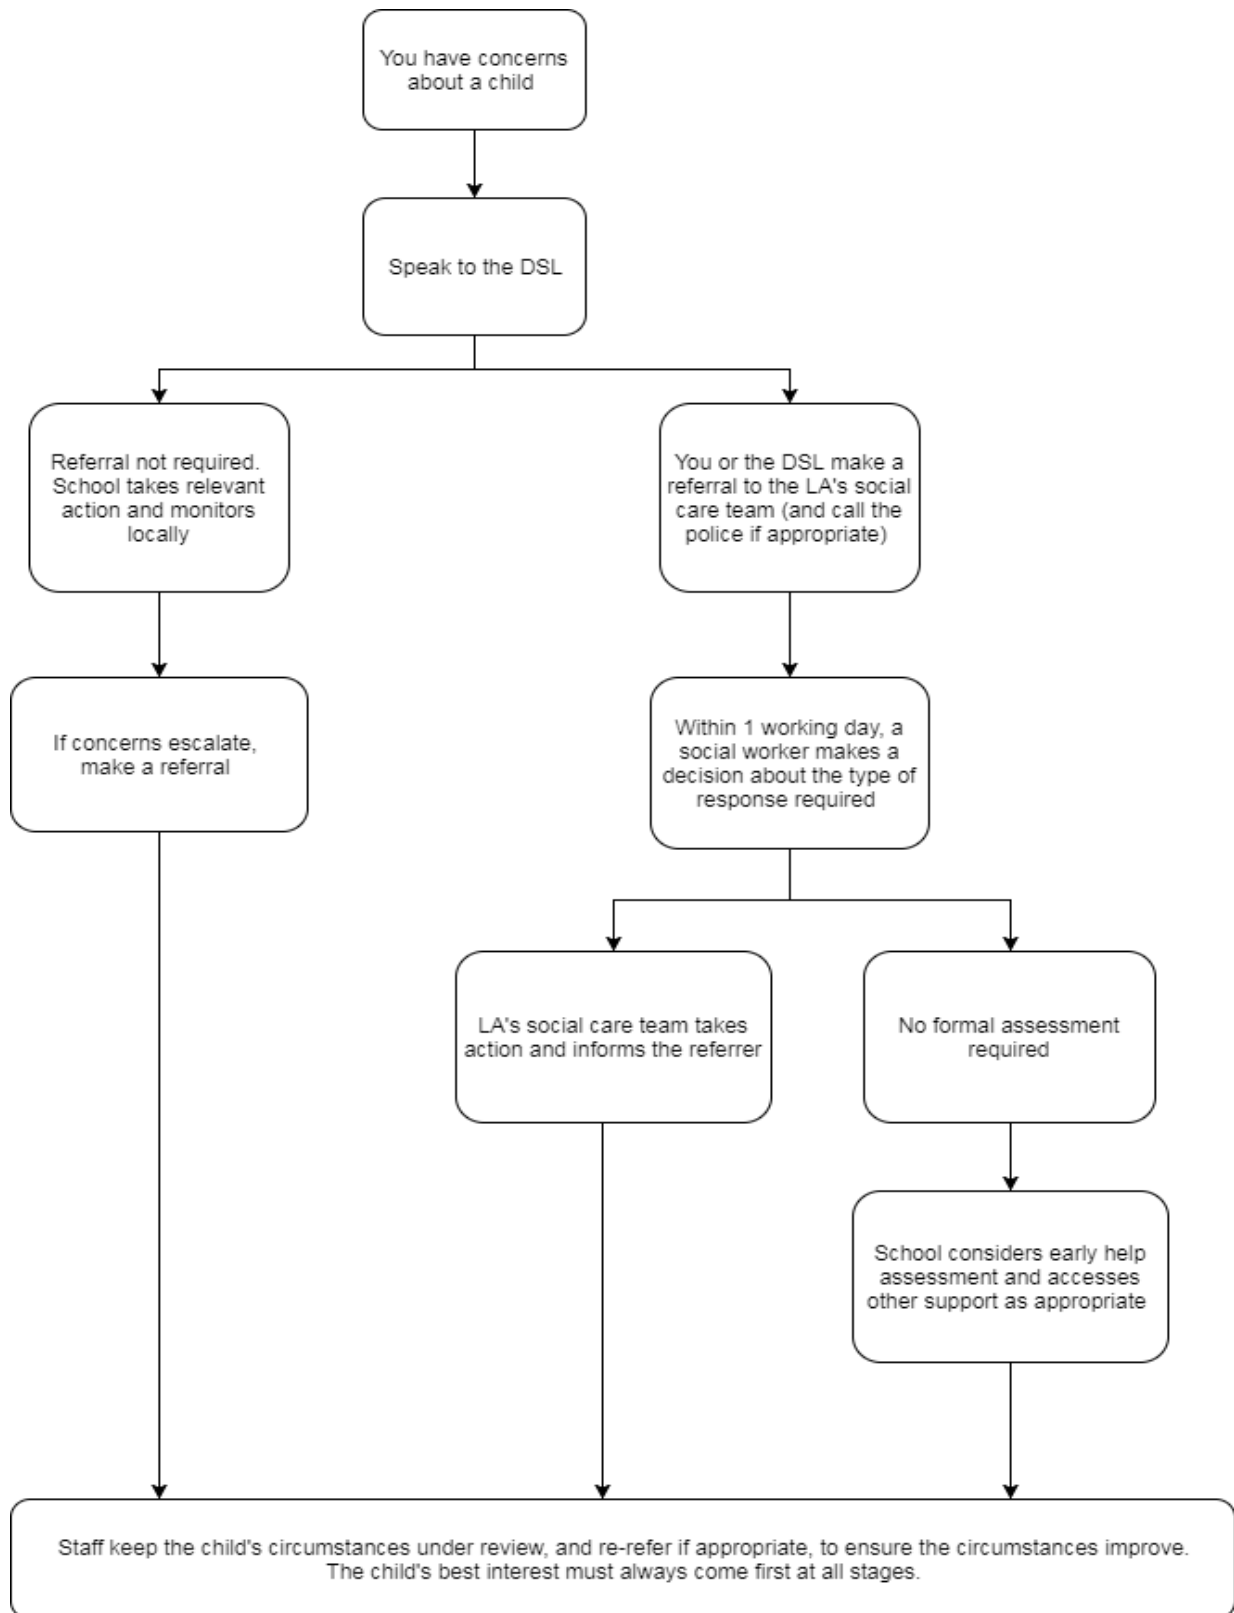 You have concerns
about a child
Speak to the DSL
Referral not required.
School takes relevant
action and monitors
locally
You or the DSL make a
referral to the LA's social
care team (and call the
police if appropriate)
If concerns escalate,
make a referral
Within 1 working day, a
social worker makes a
decision about the type of
response required
LA's social care team takes
action and informs the referrer
No formal assessment
required
School considers early help
assessment and accesses
other support as appropriate
Staff keep the child's circumstances under review, and re-refer if appropriate, to ensure the circumstances improve.
The child's best interest must always come first at all stages.